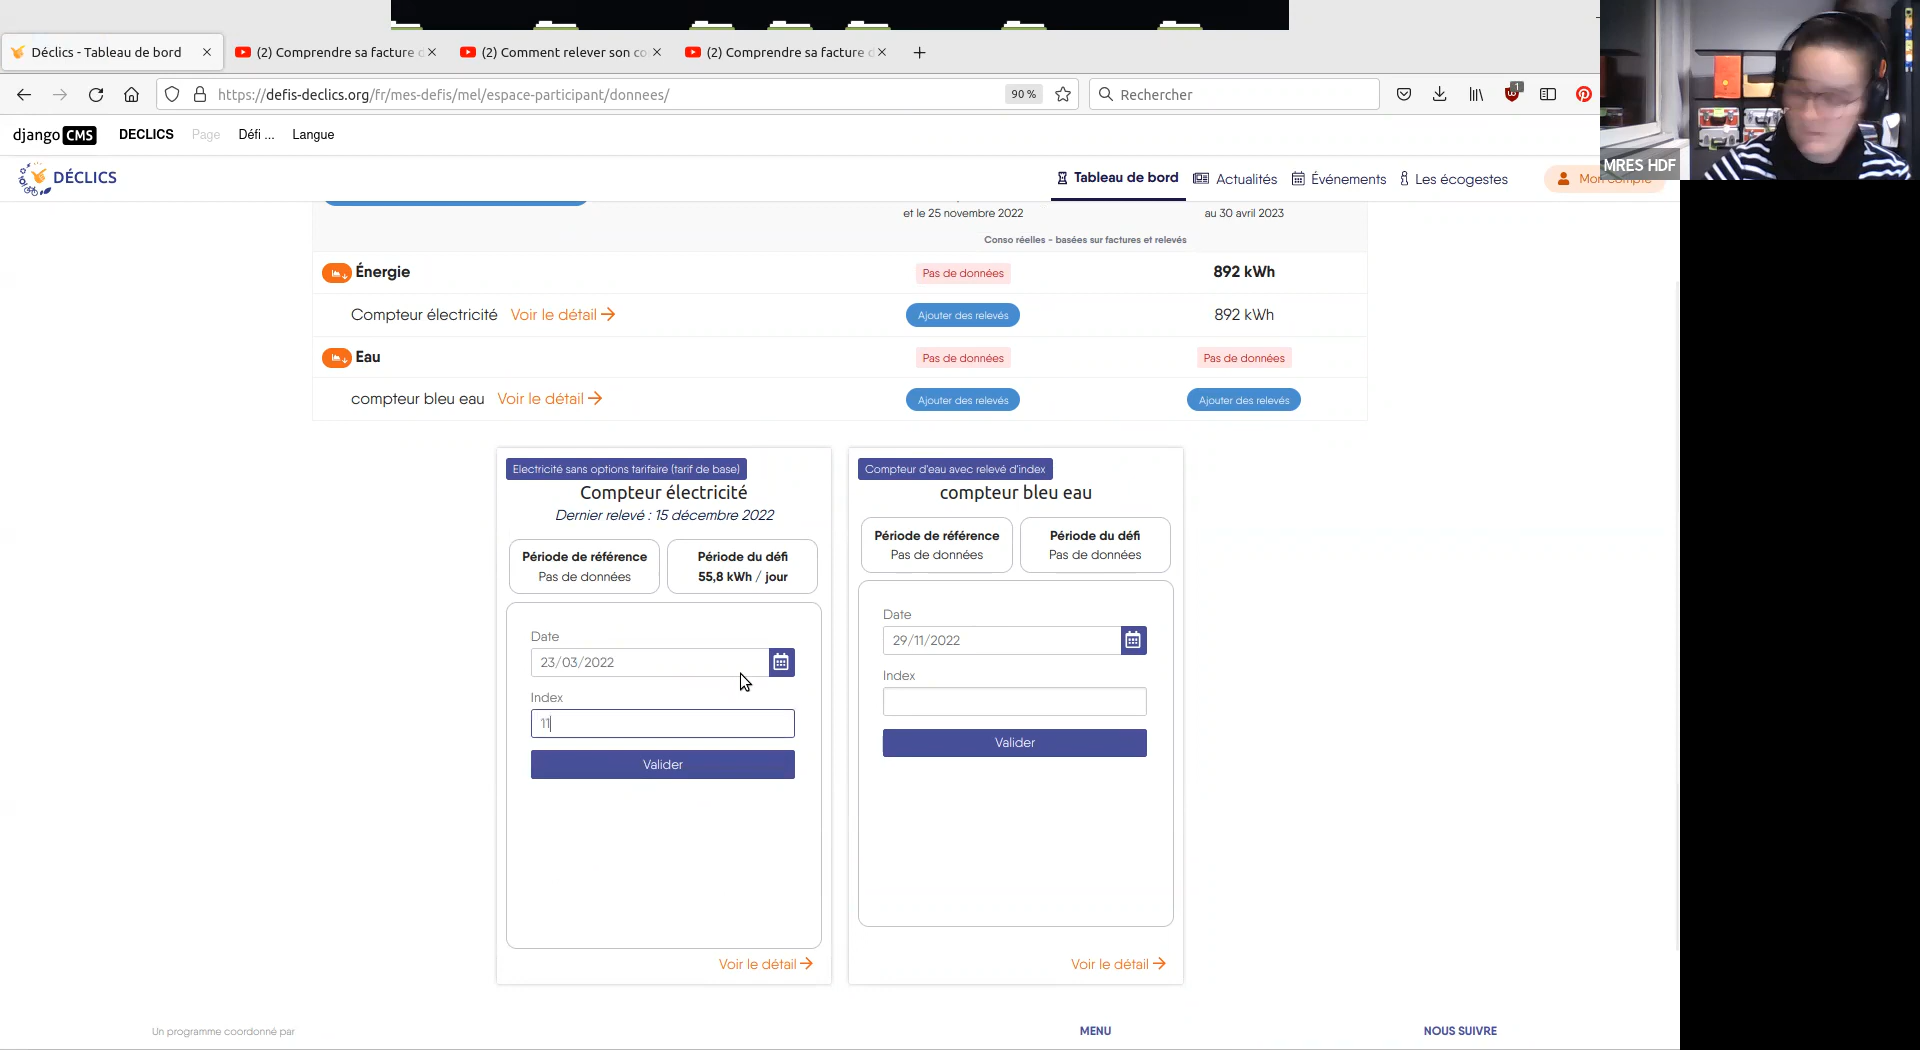 Déclics - Tableau de bord
(2) Comprendre sa facture d
(2) Comment relever son co
(2) Comprendre sa facture d
https://defis-declics.org/fr/mes-defis/mel/espace-participant/donnees/
90 %
Rechercher
1
django CMS
DECLICS
Page
Défi ...
Langue
MRES HDF
DÉCLICS
Tableau de bord
Actualités
Événements
Les écogestes
Mon compte
et le 25 novembre 2022
au 30 avril 2023
Conso réelles - basées sur factures et relevés
Énergie
Pas de données
892 kWh
Compteur électricité
Voir le détail
Ajouter des relevés
892 kWh
Eau
Pas de données
Pas de données
compteur bleu eau
Voir le détail
Ajouter des relevés
Ajouter des relevés
Electricité sans options tarifaire (tarif de base)
Compteur électricité
Dernier relevé : 15 décembre 2022
Période de référence
Pas de données
Période du défi
55,8 kWh / jour
Date
23/03/2022
Index
11
Valider
Voir le détail
Compteur d'eau avec relevé d'index
compteur bleu eau
Période de référence
Pas de données
Période du défi
Pas de données
Date
29/11/2022
Index
Valider
Voir le détail
Un programme coordonné par
MENU
NOUS SUIVRE